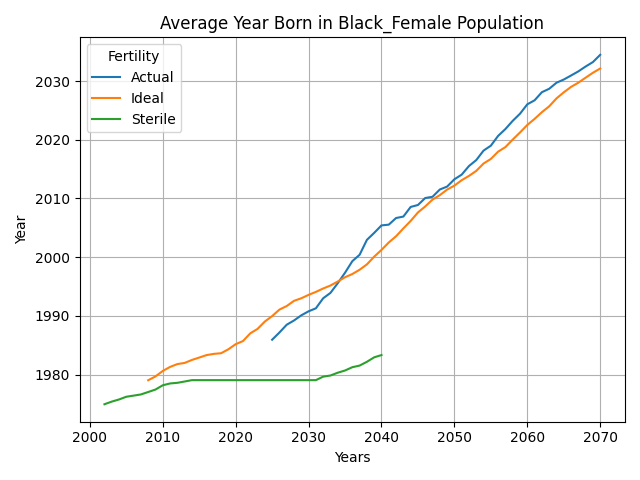 Average Year Born in Black_Female Population
Fertility
Actual
Ideal
Sterile
Year
2030
2020
2010
2000
1990
1980
2000 2010 2020 2030 2040 2050 2060 2070
Years